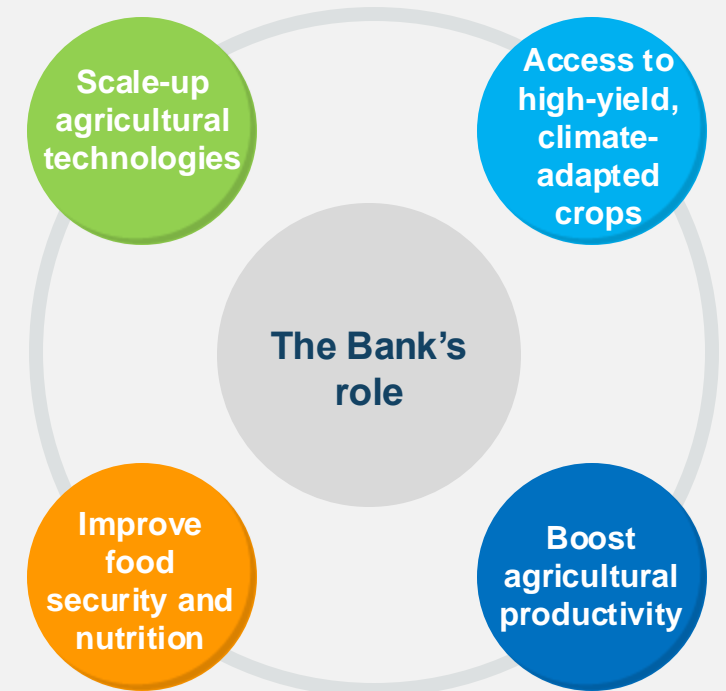 Scale-up
agricultural
technologies
Access to
high-yield,
climate-
adapted
crops
The Bank’s
role
Improve
food
security and
nutrition
Boost
agricultural
productivity